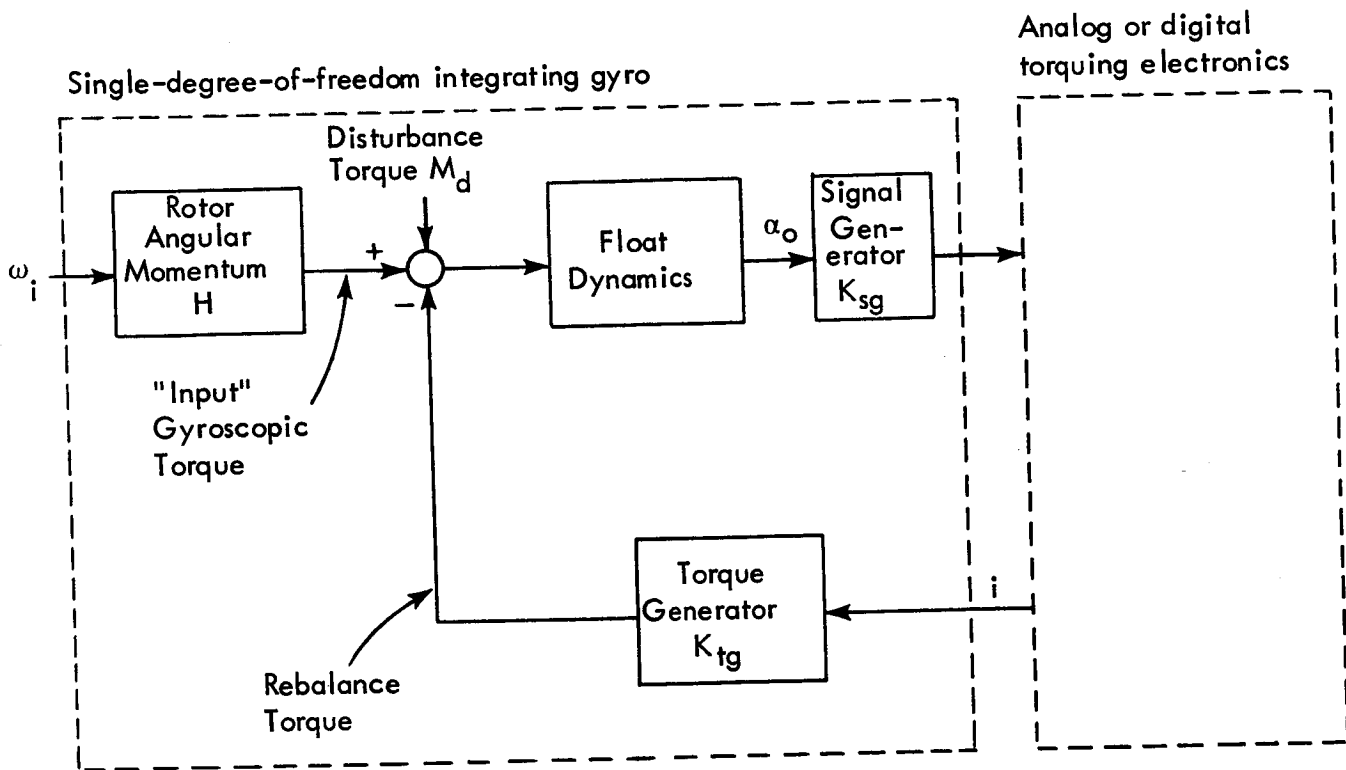 Analog or digital
torquing electronics
Single-degree-of-freedom integrating gyro
Disturbance
Torque M_d
Rotor
Angular
Momentum
H
ω_i
+
−
Float
Dynamics
α_o
Signal
Gen-
erator
K_sg
"Input"
Gyroscopic
Torque
Torque
Generator
K_tg
i
Rebalance
Torque